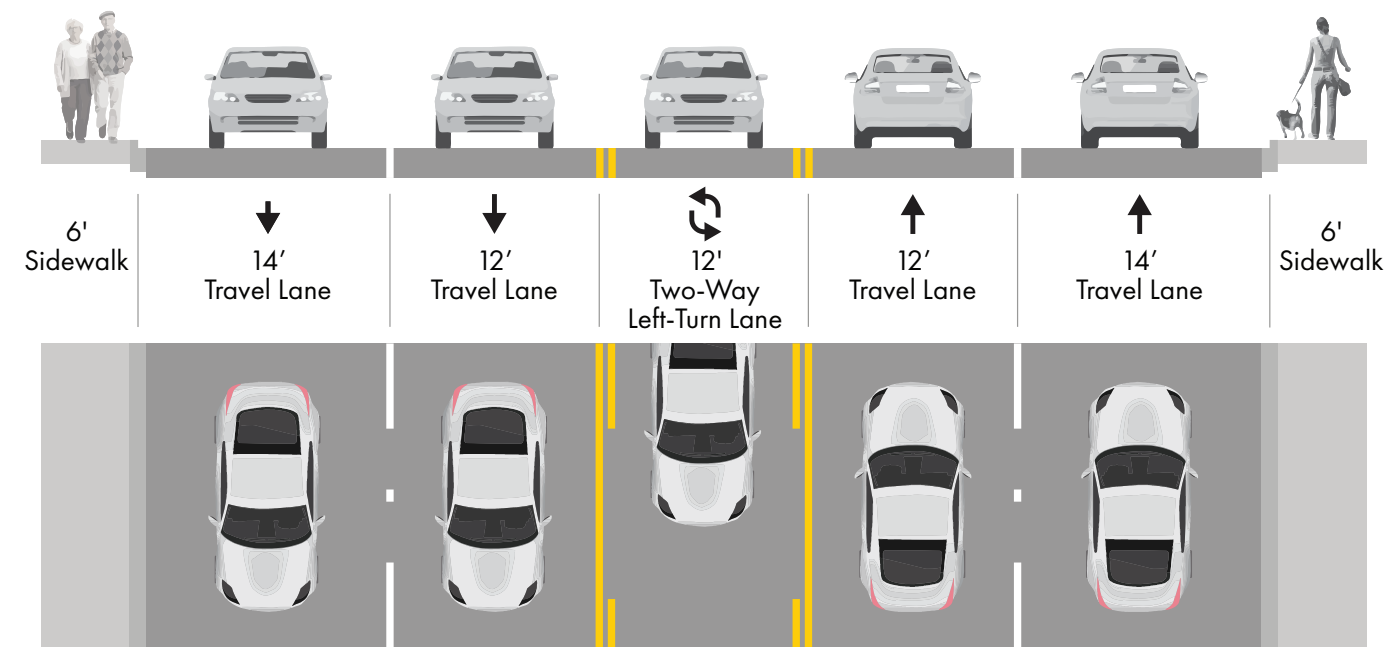 6'
Sidewalk
14’
Travel Lane
12’
Travel Lane
12'
Two-Way
Left-Turn Lane
12’
Travel Lane
14’
Travel Lane
6'
Sidewalk